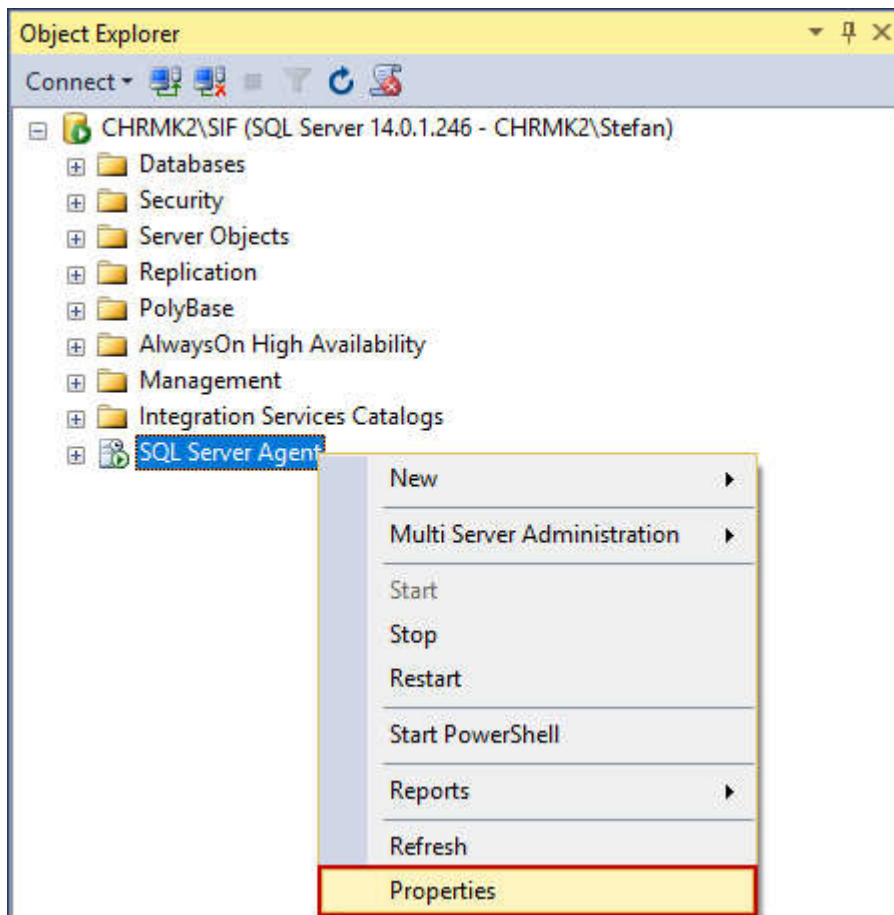 Object Explorer
Connect
CHRMK2\SIF (SQL Server 14.0.1.246 - CHRMK2\Stefan)
Databases
Security
Server Objects
Replication
PolyBase
AlwaysOn High Availability
Management
Integration Services Catalogs
SQL Server Agent
New
Multi Server Administration
Start
Stop
Restart
Start PowerShell
Reports
Refresh
Properties